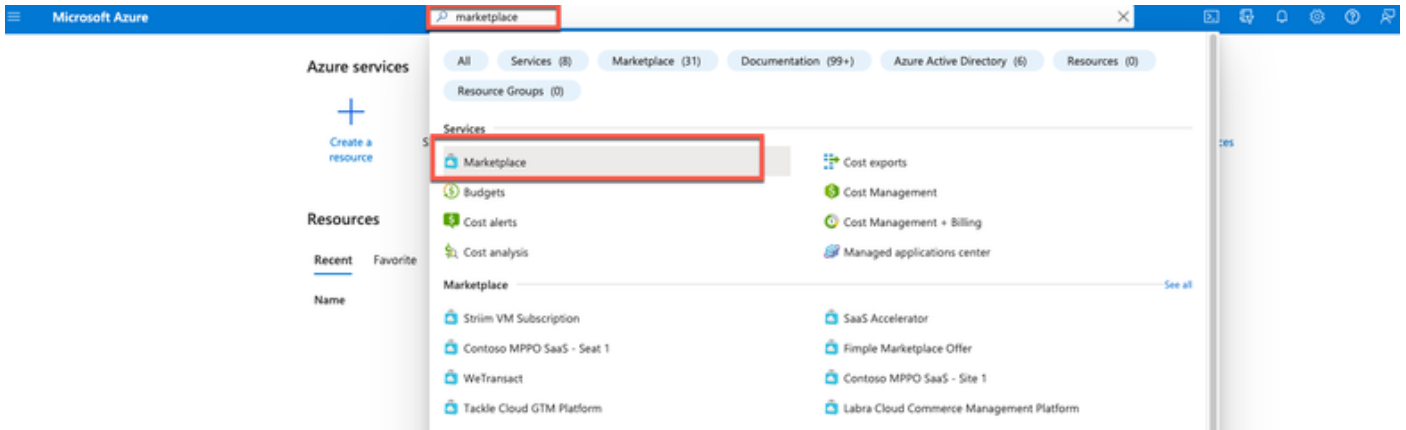 Microsoft Azure
marketplace
Azure services
All Services (8) Marketplace (31) Documentation (99+) Azure Active Directory (6) Resources (0)
Resource Groups (0)
Create a
resource
S
Services
ces
Marketplace
Cost exports
Budgets
Cost Management
Cost alerts
Cost Management + Billing
Cost analysis
Managed applications center
Resources
Recent Favorite
Name
Marketplace
See all
Striim VM Subscription
SaaS Accelerator
Contoso MPPO SaaS - Seat 1
Fimple Marketplace Offer
WeTransact
Contoso MPPO SaaS - Site 1
Tackle Cloud GTM Platform
Labra Cloud Commerce Management Platform